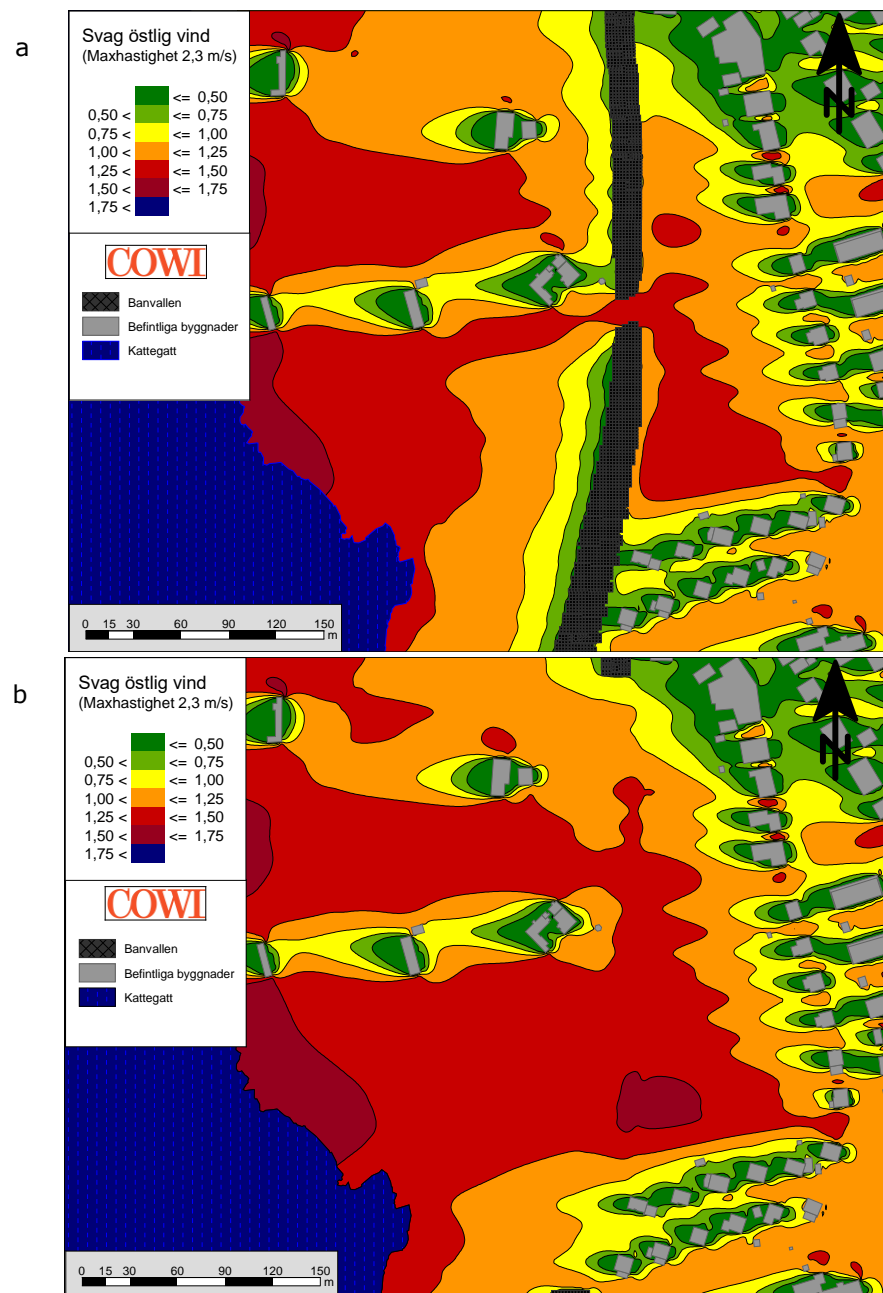 a
Svag östlig vind
(Maxhastighet 2,3 m/s)
<= 0,50
0,50 < <= 0,75
0,75 < <= 1,00
1,00 < <= 1,25
1,25 < <= 1,50
1,50 < <= 1,75
1,75 <
COWI
Banvallen
Befintliga byggnader
Kattegatt
0 15 30 60 90 120 150
m
N
b
Svag östlig vind
(Maxhastighet 2,3 m/s)
<= 0,50
0,50 < <= 0,75
0,75 < <= 1,00
1,00 < <= 1,25
1,25 < <= 1,50
1,50 < <= 1,75
1,75 <
COWI
Banvallen
Befintliga byggnader
Kattegatt
0 15 30 60 90 120 150
m
N